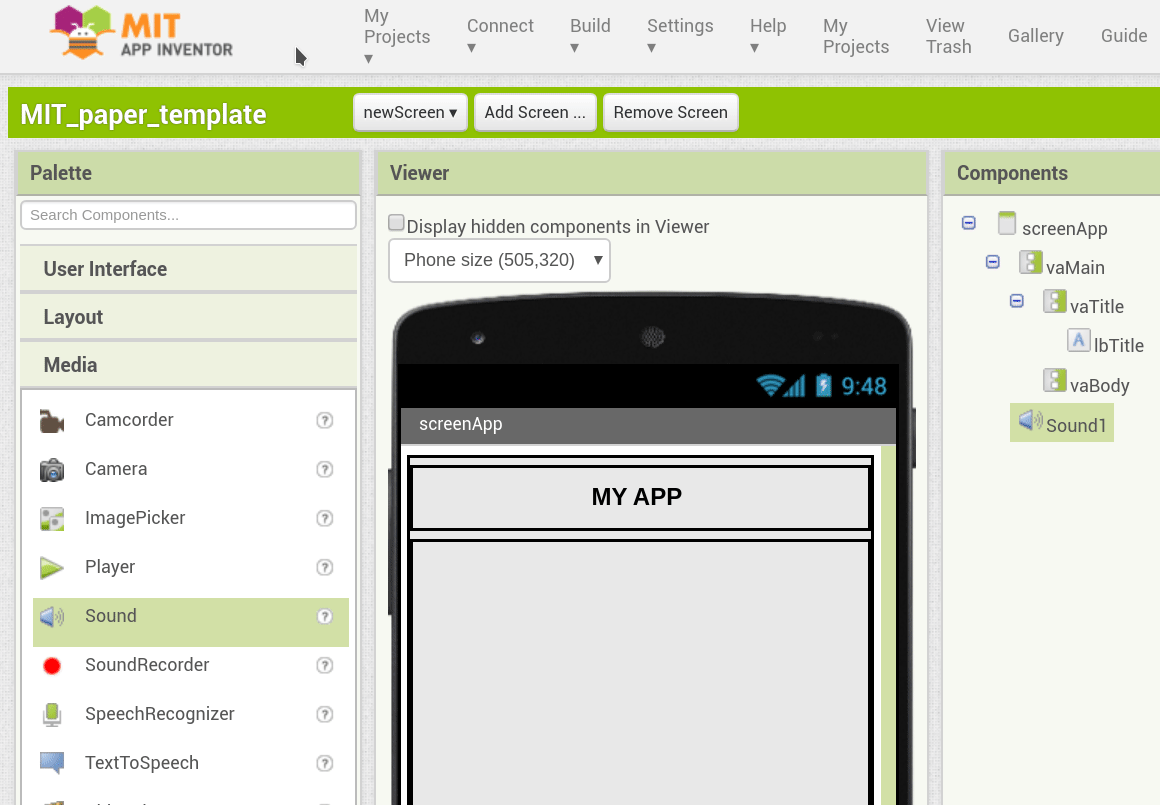 MIT
APP INVENTOR
My
Projects
▾
Connect
▾
Build
▾
Settings
▾
Help
▾
My
Projects
View
Trash
Gallery
Guide
MIT_paper_template
newScreen ▾
Add Screen ...
Remove Screen
Palette
Search Components...
User Interface
Layout
Media
Camcorder ?
Camera ?
ImagePicker ?
Player ?
Sound ?
SoundRecorder ?
SpeechRecognizer ?
TextToSpeech ?
Viewer
Display hidden components in Viewer
Phone size (505,320) ▾
9:48
screenApp
MY APP
Components
screenApp
vaMain
vaTitle
A lbTitle
vaBody
Sound1